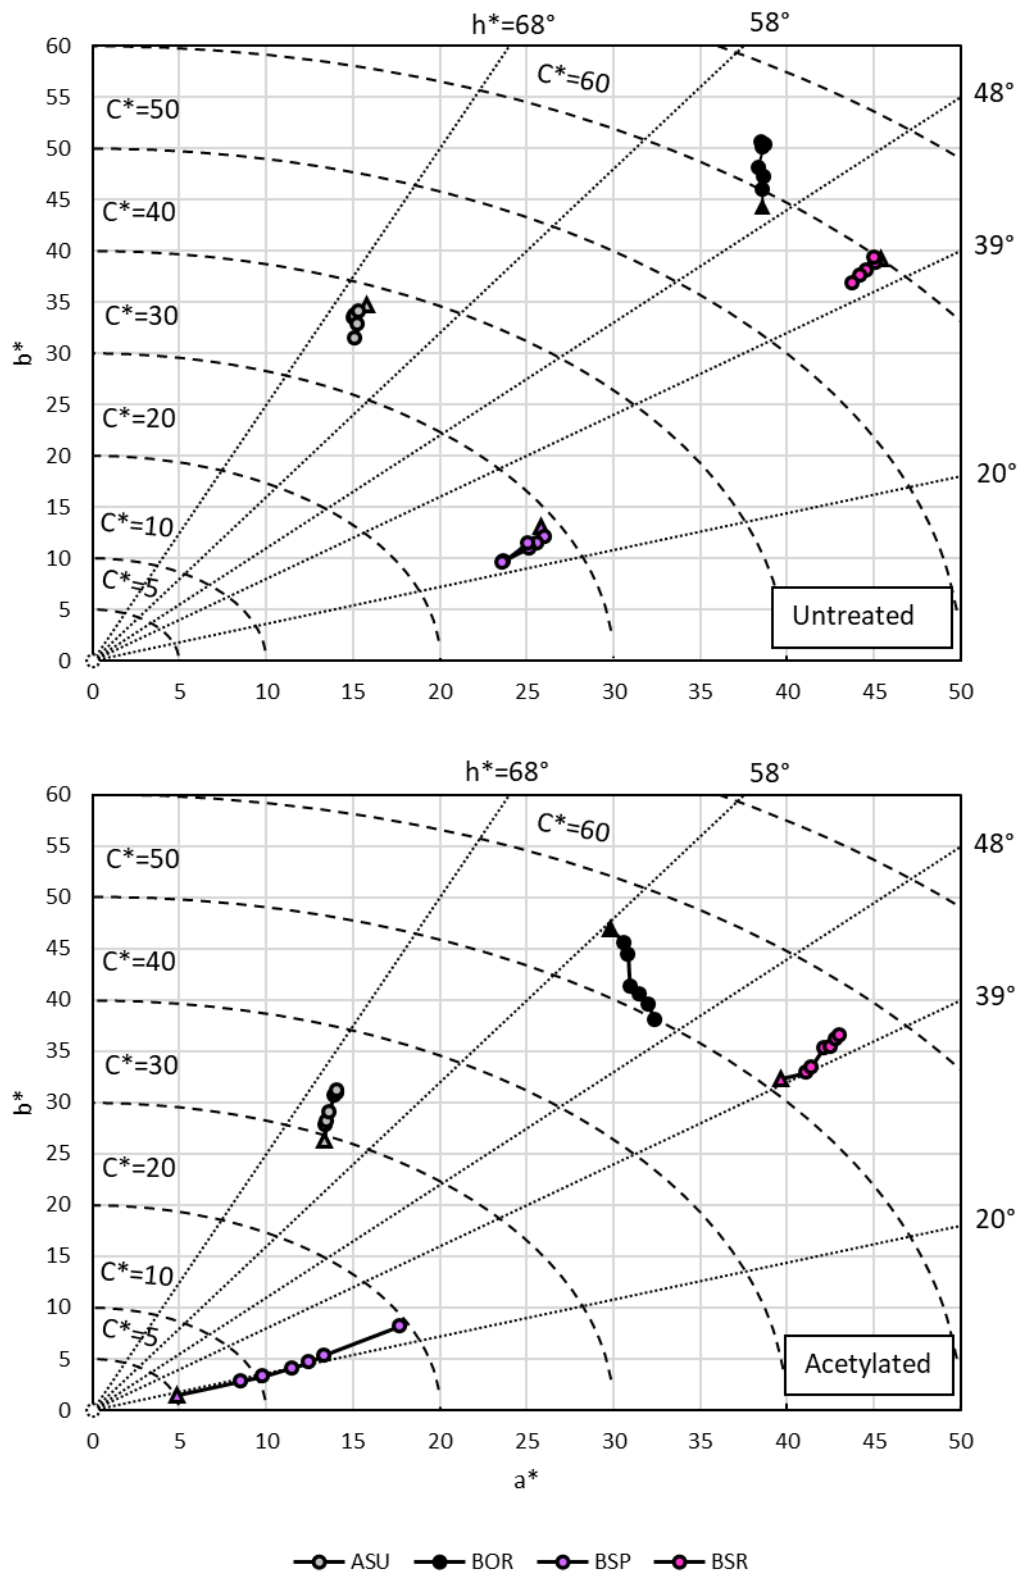 h*=68°
58°
60
C*=60
55
C*=50
48°
50
45
C*=40
40
39°
35
C*=30
b*
30
25
C*=20
20
20°
15
C*=10
10
C*=5
5
Untreated
0
0 5 10 15 20 25 30 35 40 45 50
h*=68°
58°
60
C*=60
55
C*=50
48°
50
45
C*=40
40
39°
35
C*=30
b*
30
25
C*=20
20
20°
15
C*=10
10
C*=5
5
Acetylated
0
0 5 10 15 20 25 30 35 40 45 50
a*
ASU BOR BSP BSR